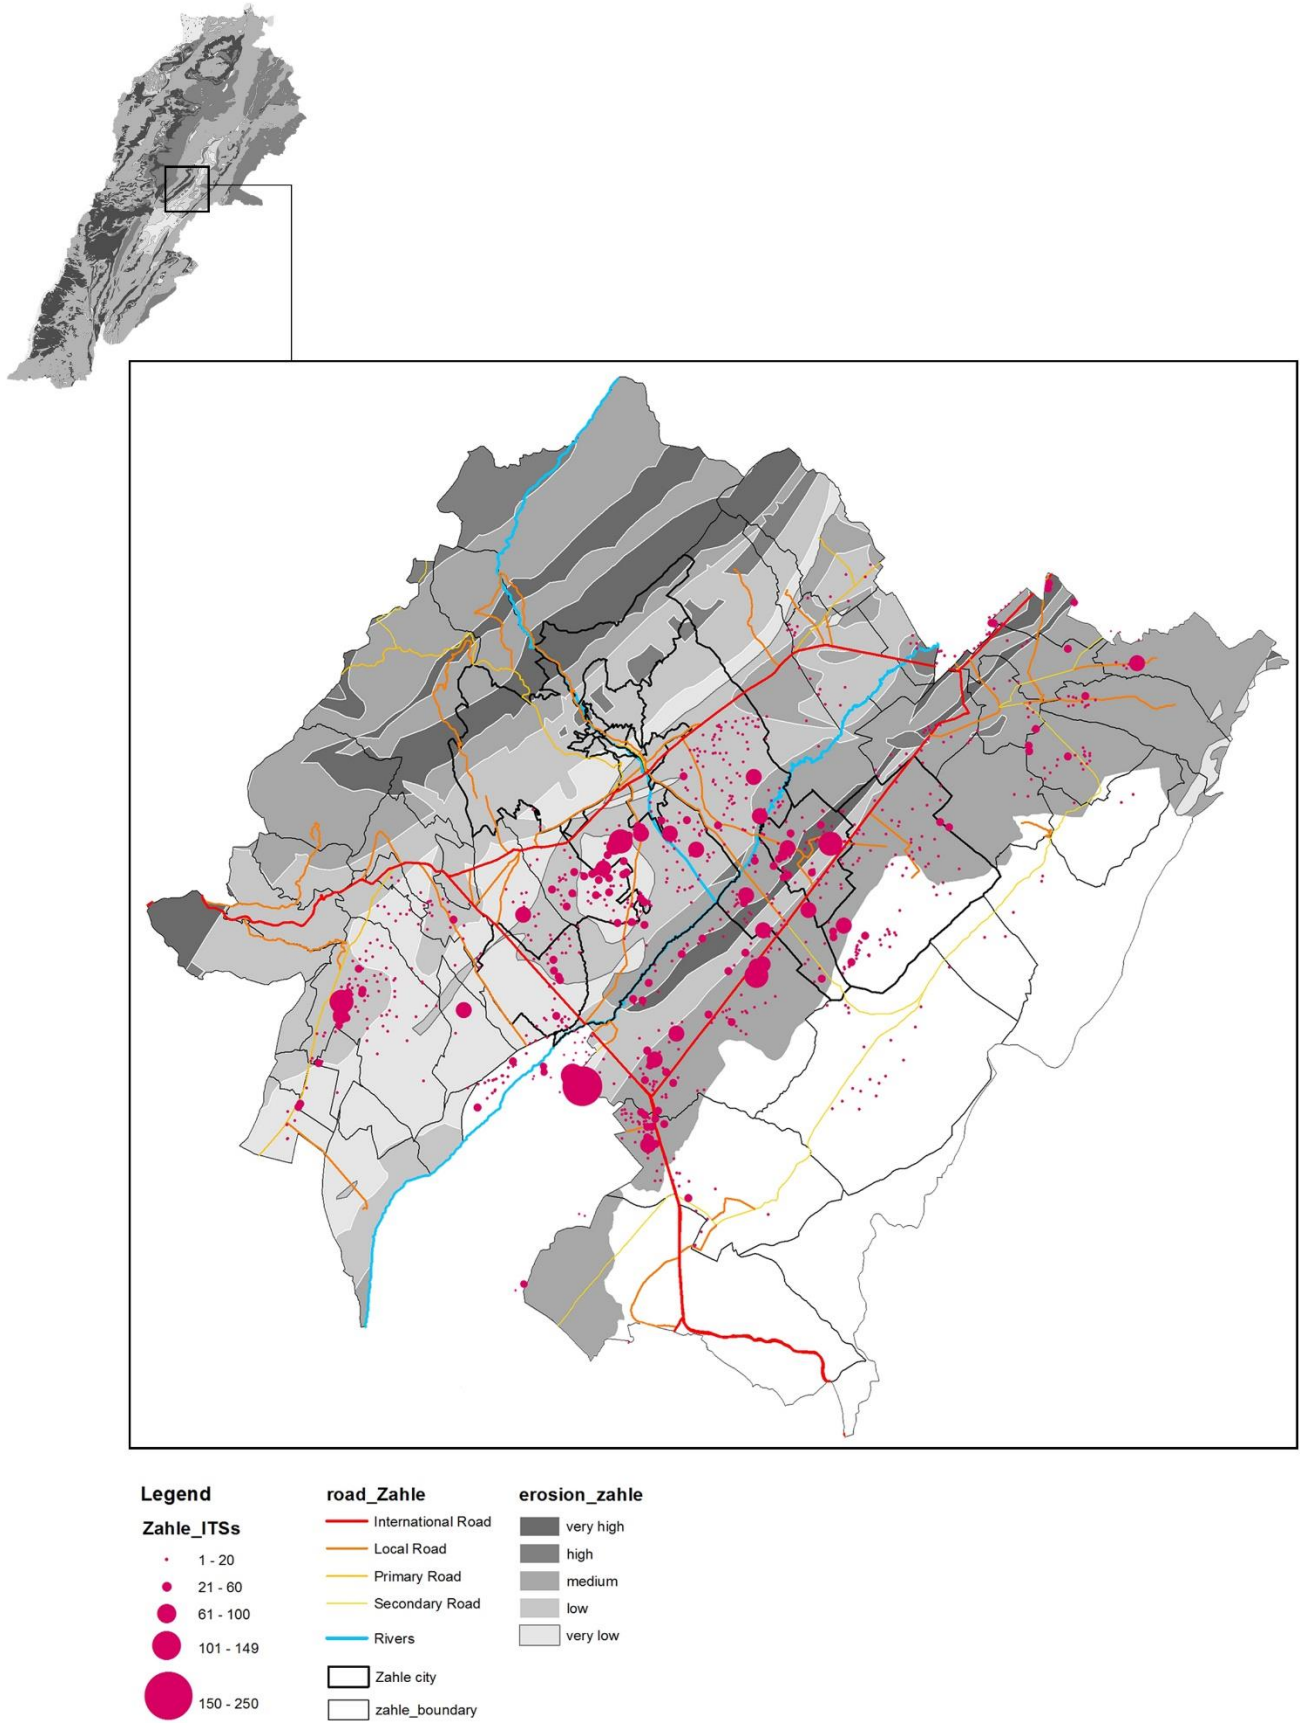 Legend
Zahle_ITSs
1 - 20
21 - 60
61 - 100
101 - 149
150 - 250
road_Zahle
International Road
Local Road
Primary Road
Secondary Road
Rivers
Zahle city
zahle_boundary
erosion_zahle
very high
high
medium
low
very low